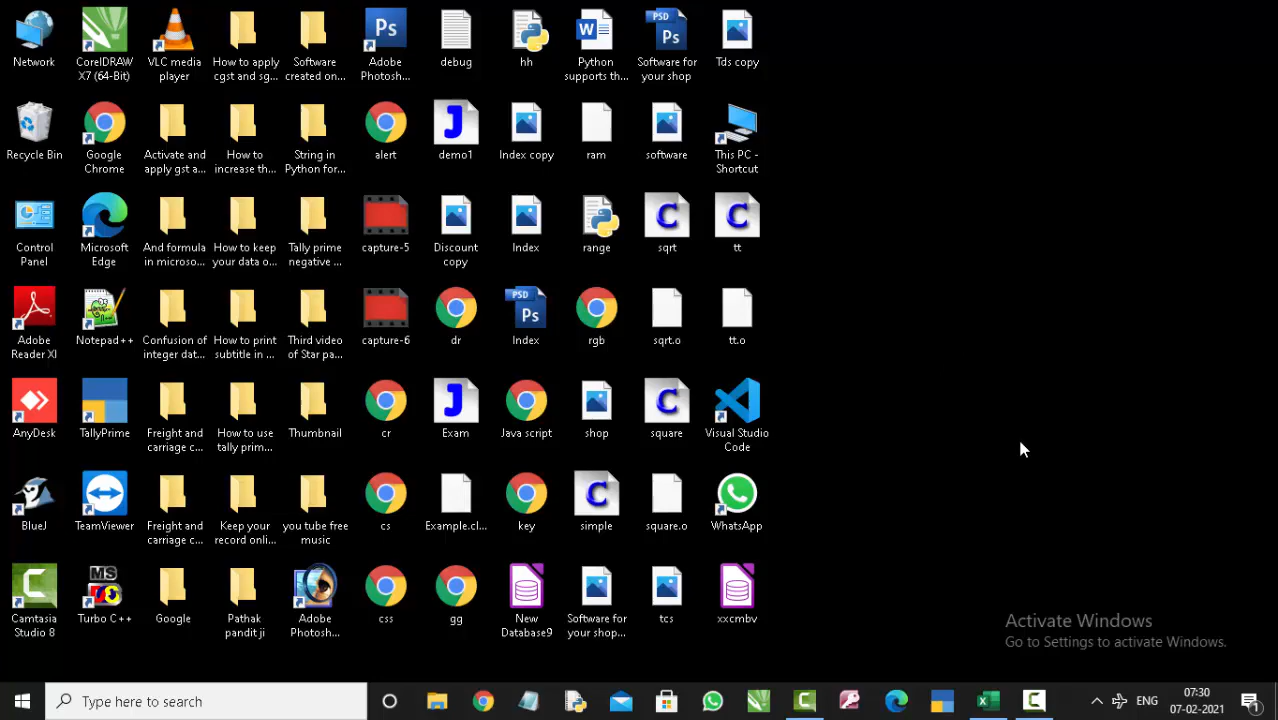 Network
CorelDRAW X7 (64-Bit)
VLC media player
How to apply cgst and sg...
Software created on...
Adobe Photosh...
debug
hh
Python supports th...
Software for your shop
Tds copy
Recycle Bin
Google Chrome
Activate and apply gst a...
How to increase th...
String in Python for...
alert
demo1
Index copy
ram
software
This PC - Shortcut
Control Panel
Microsoft Edge
And formula in microso...
How to keep your data o...
Tally prime negative ...
capture-5
Discount copy
Index
range
sqrt
tt
Adobe Reader XI
Notepad++
Confusion of integer dat...
How to print subtitle in ...
Third video of Star pa...
capture-6
dr
Index
rgb
sqrt.o
tt.o
AnyDesk
TallyPrime
Freight and carriage c...
How to use tally prim...
Thumbnail
cr
Exam
Java script
shop
square
Visual Studio Code
BlueJ
TeamViewer
Freight and carriage c...
Keep your record onli...
you tube free music
cs
Example.cl...
key
simple
square.o
WhatsApp
Camtasia Studio 8
Turbo C++
Google
Pathak pandit ji
Adobe Photosh...
css
gg
New Database9
Software for your shop...
tcs
xxcmbv
Activate Windows
Go to Settings to activate Windows.
Type here to search
ENG
07:30
07-02-2021